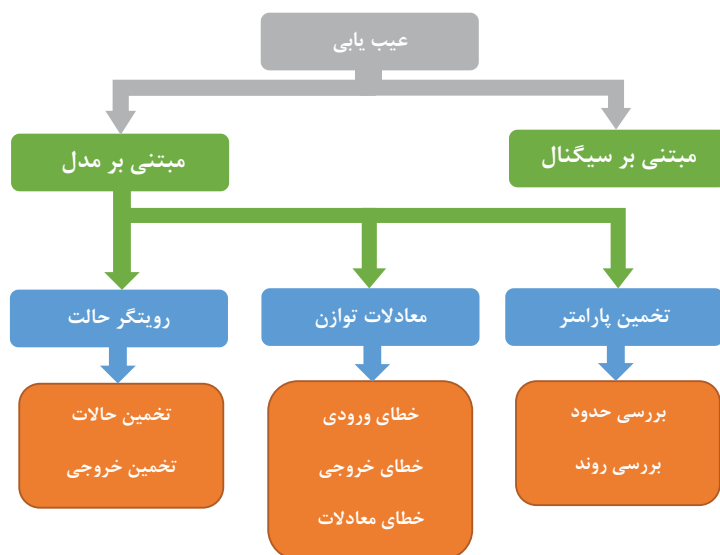 عیب یابی
مبتنی بر سیگنال
مبتنی بر مدل
تخمین پارامتر
معادلات توازن
رویتگر حالت
بررسی حدود
بررسی روند
خطای ورودی
خطای خروجی
خطای معادلات
تخمین حالات
تخمین خروجی